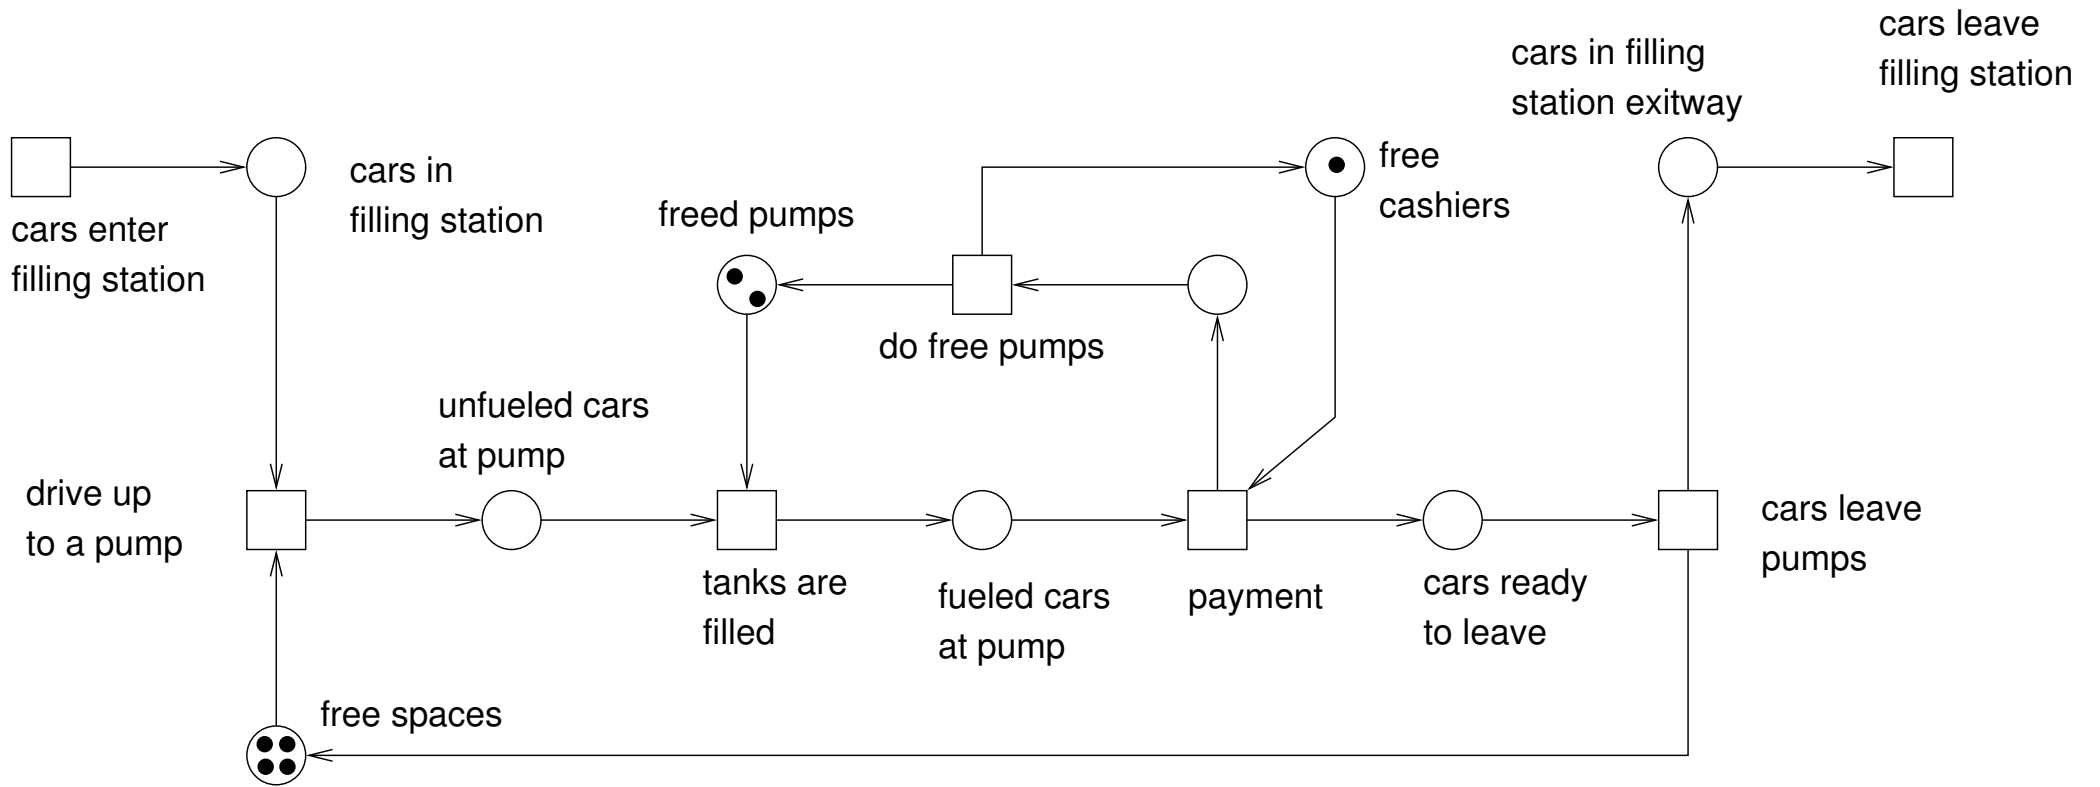 cars leave
filling station
cars in filling
station exitway
free
cashiers
cars in
filling station
freed pumps
cars enter
filling station
do free pumps
unfueled cars
at pump
drive up
to a pump
cars leave
pumps
tanks are
filled
fueled cars
at pump
payment
cars ready
to leave
free spaces